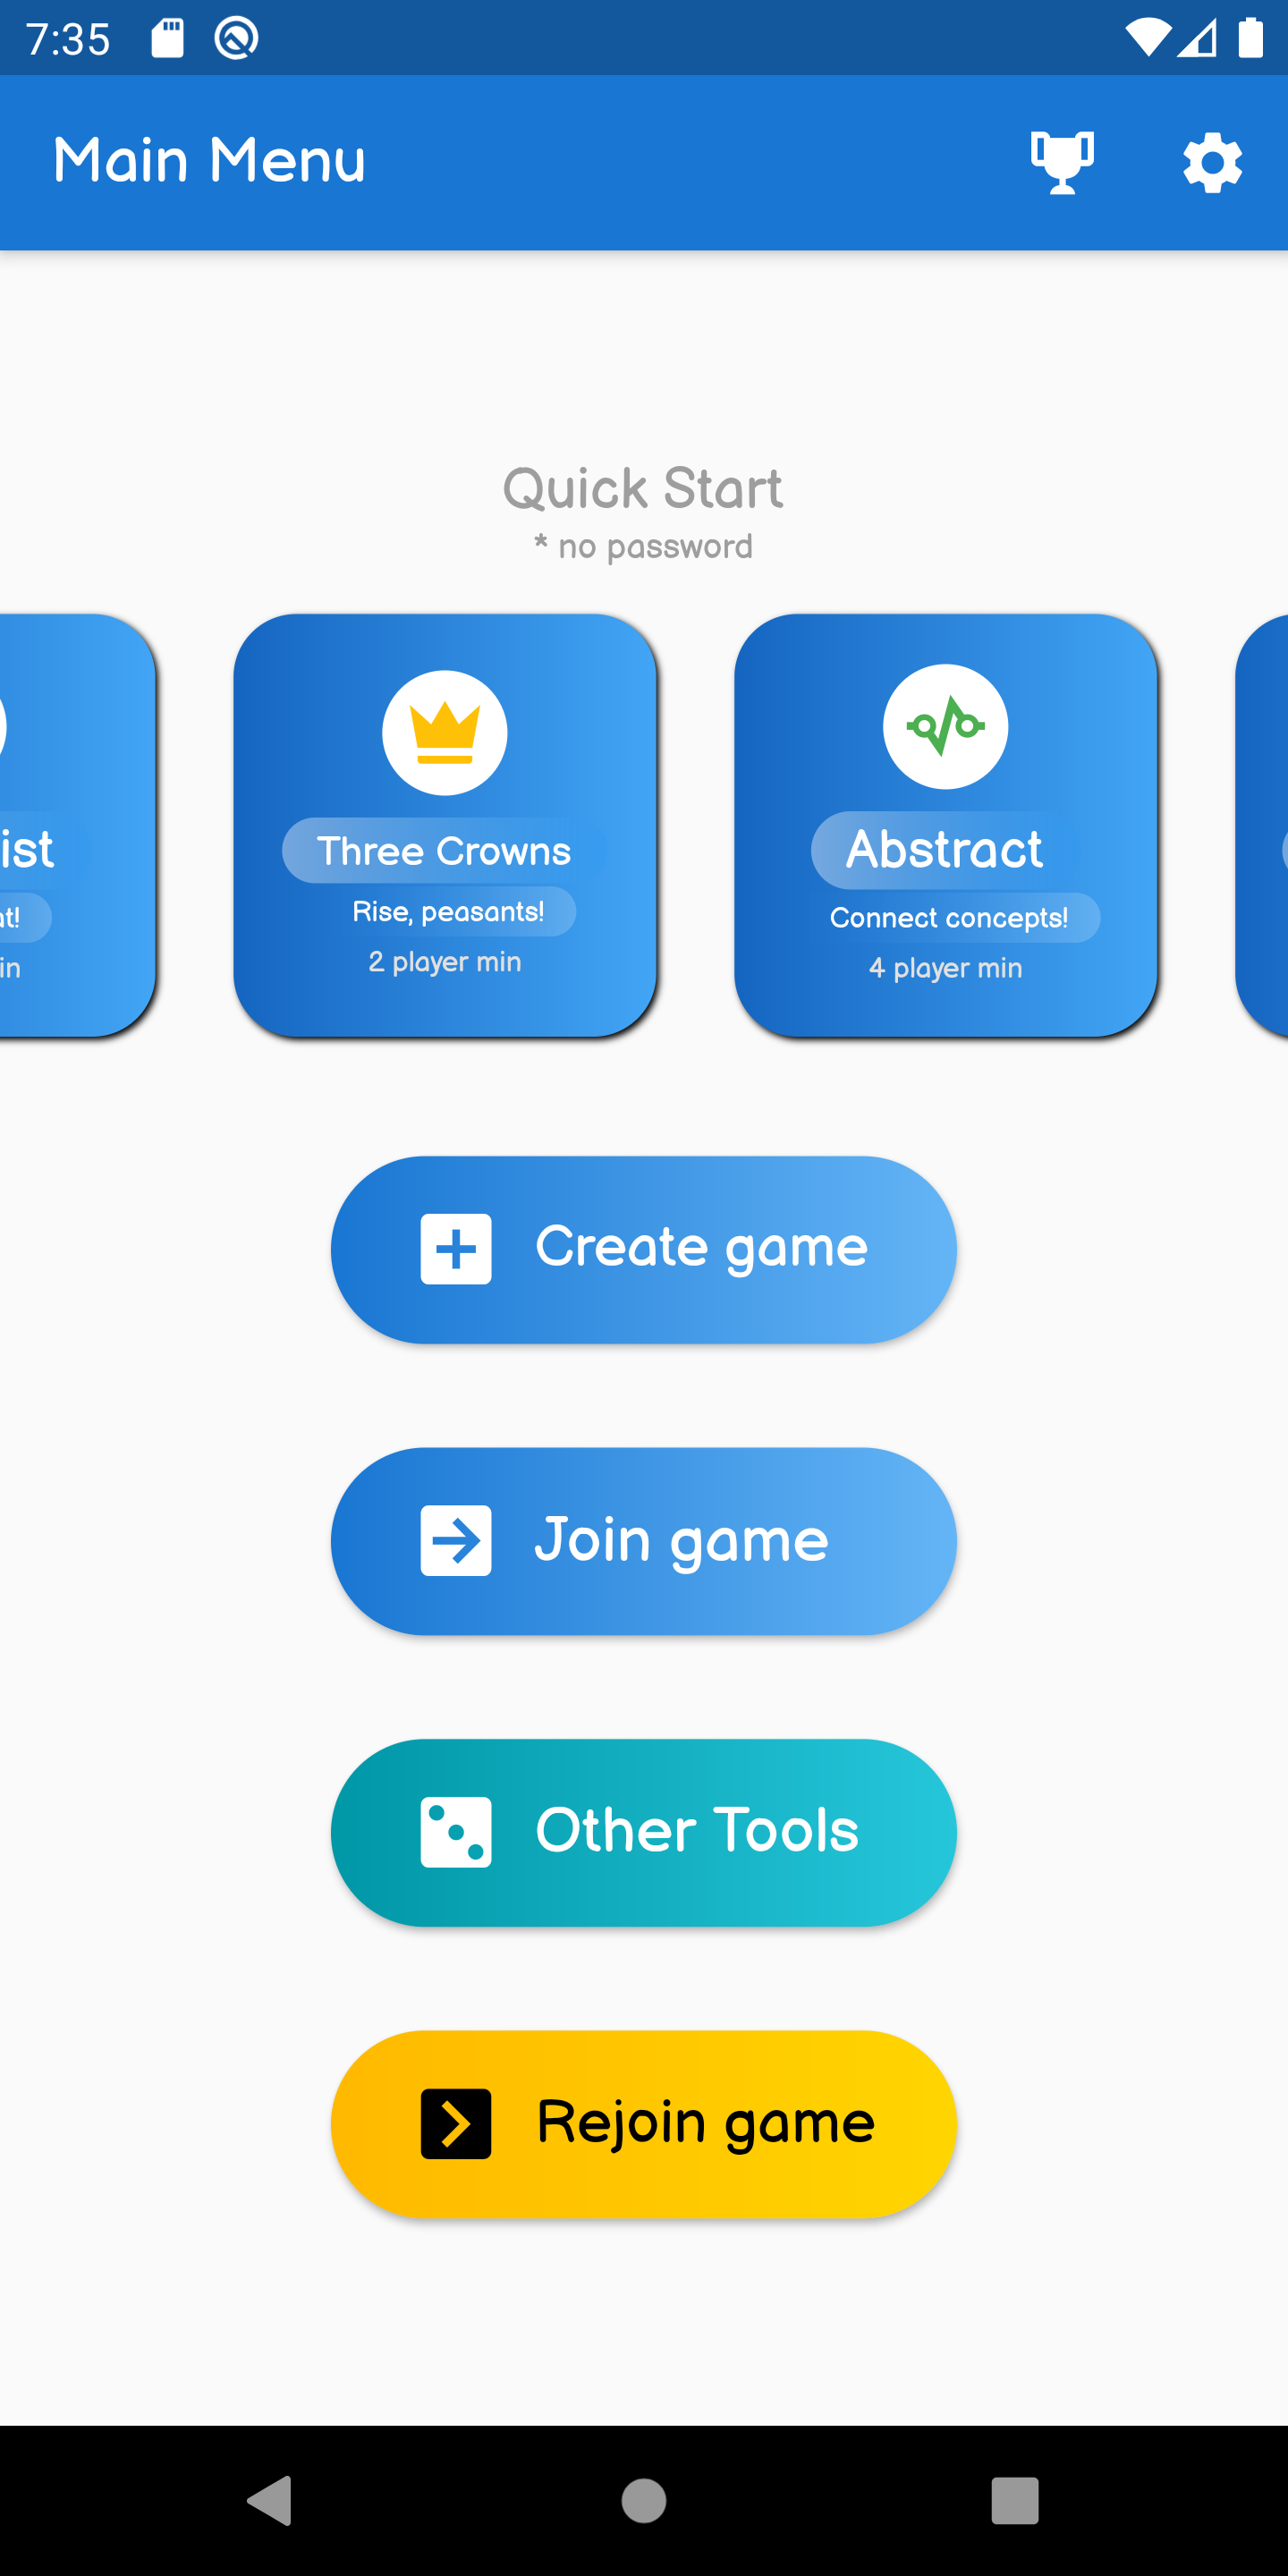 7:35
Main Menu
Quick Start
* no password
ist
at!
in
Three Crowns
Rise, peasants!
2 player min
Abstract
Connect concepts!
4 player min
Create game
Join game
Other Tools
Rejoin game